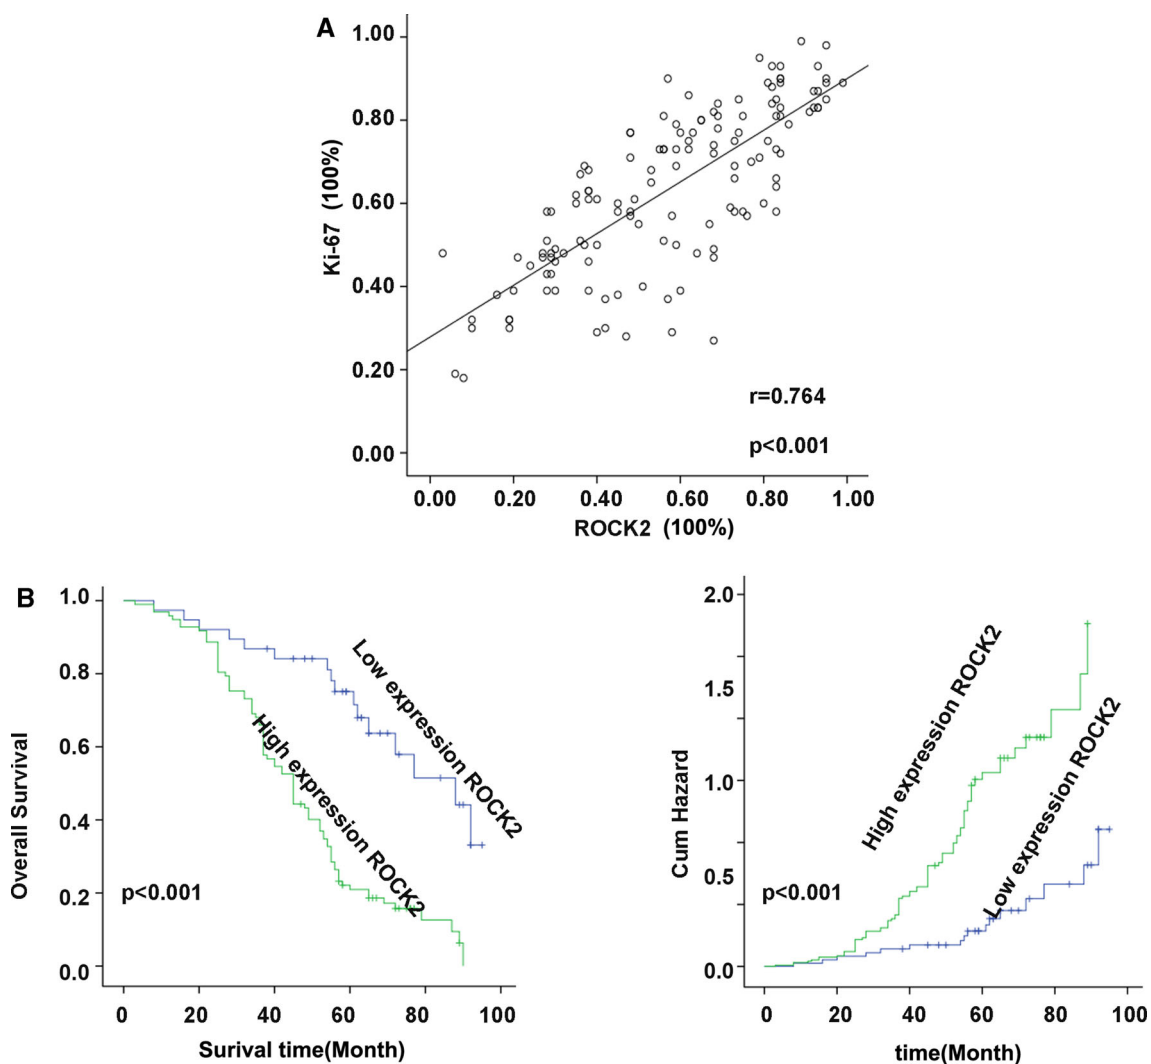 A
1.00
0.80
0.60
0.40
0.20
0.00
Ki-67 (100%)
r=0.764
p<0.001
0.00 0.20 0.40 0.60 0.80 1.00
ROCK2 (100%)
B
1.0
0.8
0.6
0.4
0.2
0.0
Overall Survival
Low expression ROCK2
High expression ROCK2
p<0.001
0 20 40 60 80 100
Surival time(Month)
2.0
1.5
1.0
0.5
0.0
Cum Hazard
High expression ROCK2
Low expression ROCK2
p<0.001
0 20 40 60 80 100
time(Month)